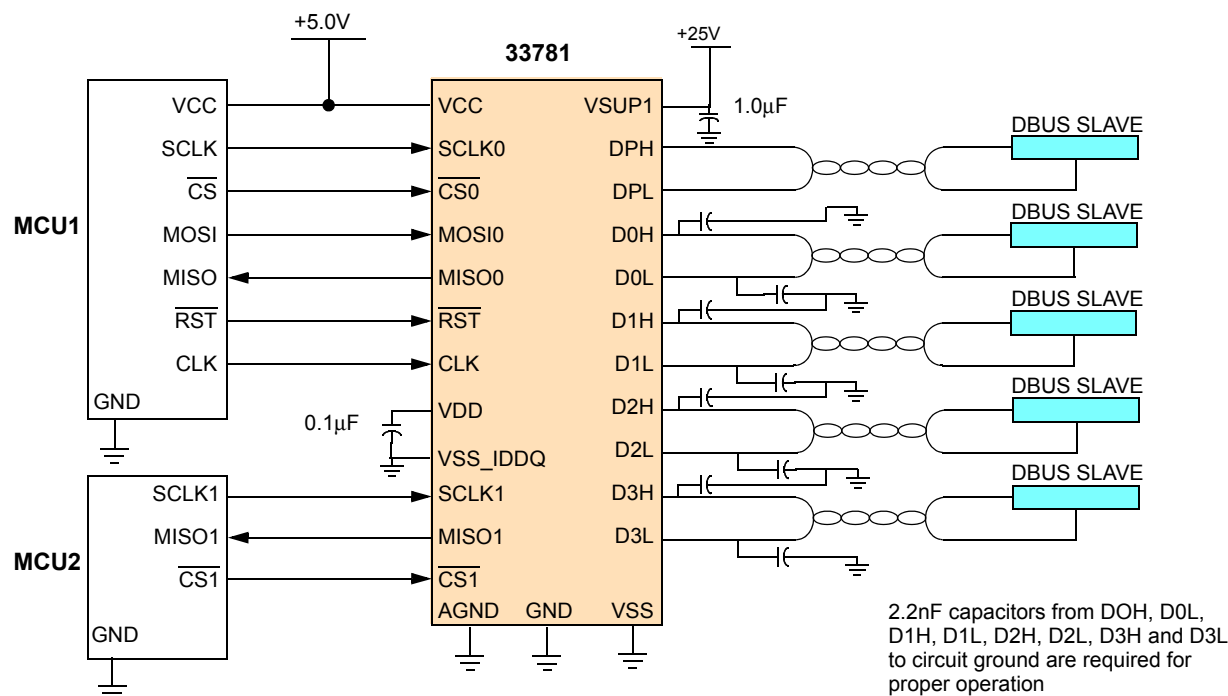 +5.0V
33781
+25V
MCU1
VCC
SCLK
CS
MOSI
MISO
RST
CLK
GND
VCC
SCLK0
CS0
MOSI0
MISO0
RST
CLK
VDD
VSS_IDDQ
SCLK1
MISO1
CS1
AGND
GND
VSS
0.1µF
MCU2
SCLK1
MISO1
CS1
GND
VSUP1
DPH
DPL
D0H
D0L
D1H
D1L
D2H
D2L
D3H
D3L
1.0µF
DBUS SLAVE
DBUS SLAVE
DBUS SLAVE
DBUS SLAVE
DBUS SLAVE
2.2nF capacitors from DOH, D0L,
D1H, D1L, D2H, D2L, D3H and D3L
to circuit ground are required for
proper operation